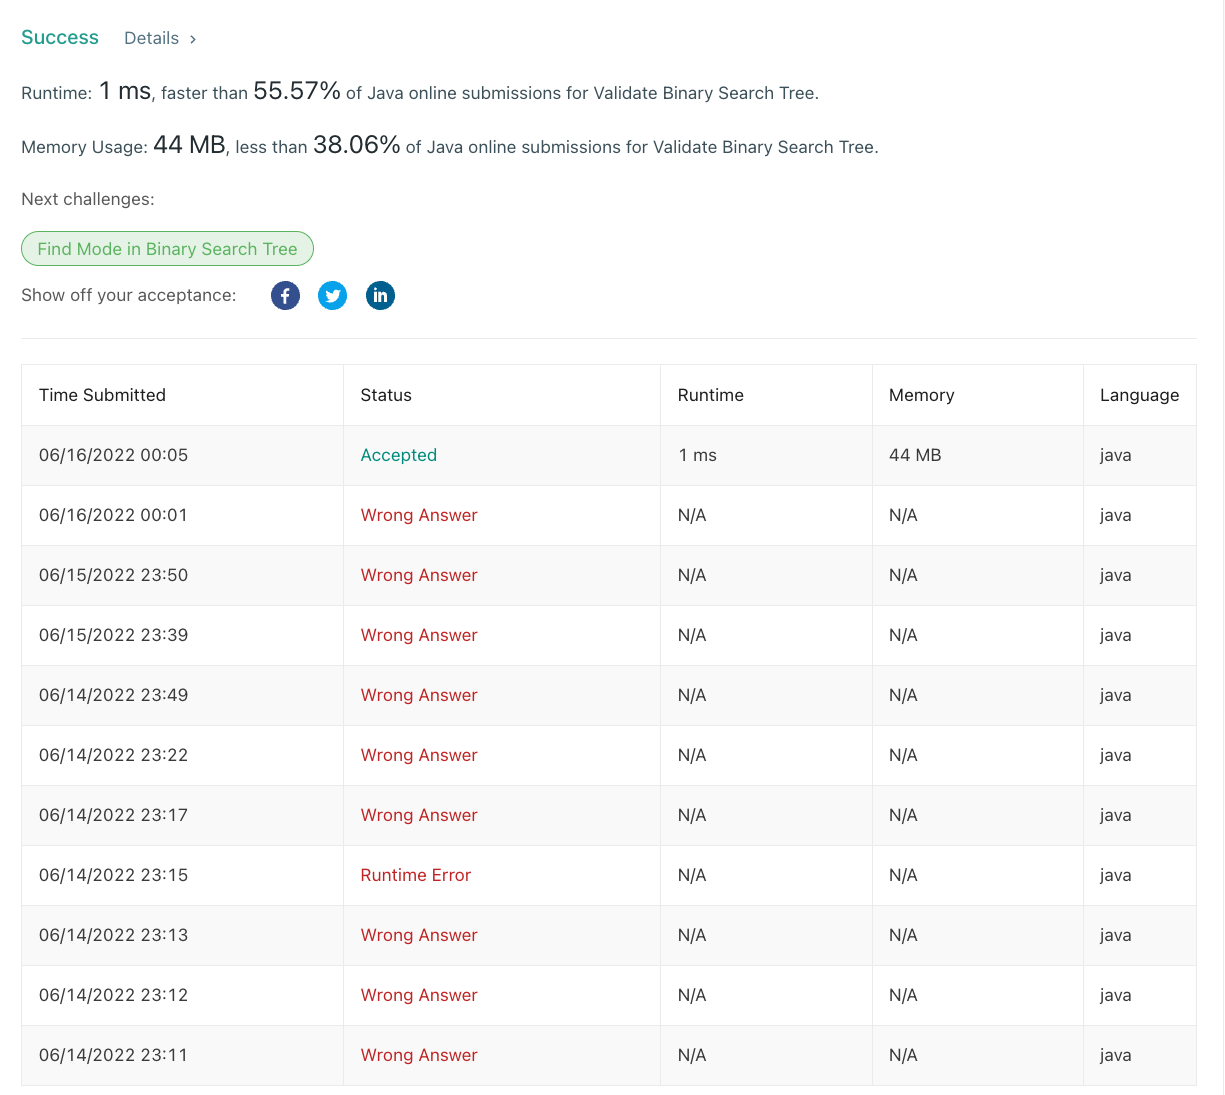 Success Details >
Runtime: 1 ms, faster than 55.57% of Java online submissions for Validate Binary Search Tree.
Memory Usage: 44 MB, less than 38.06% of Java online submissions for Validate Binary Search Tree.
Next challenges:
Find Mode in Binary Search Tree
Show off your acceptance: f in
Time Submitted Status Runtime Memory Language
06/16/2022 00:05 Accepted 1 ms 44 MB java
06/16/2022 00:01 Wrong Answer N/A N/A java
06/15/2022 23:50 Wrong Answer N/A N/A java
06/15/2022 23:39 Wrong Answer N/A N/A java
06/14/2022 23:49 Wrong Answer N/A N/A java
06/14/2022 23:22 Wrong Answer N/A N/A java
06/14/2022 23:17 Wrong Answer N/A N/A java
06/14/2022 23:15 Runtime Error N/A N/A java
06/14/2022 23:13 Wrong Answer N/A N/A java
06/14/2022 23:12 Wrong Answer N/A N/A java
06/14/2022 23:11 Wrong Answer N/A N/A java